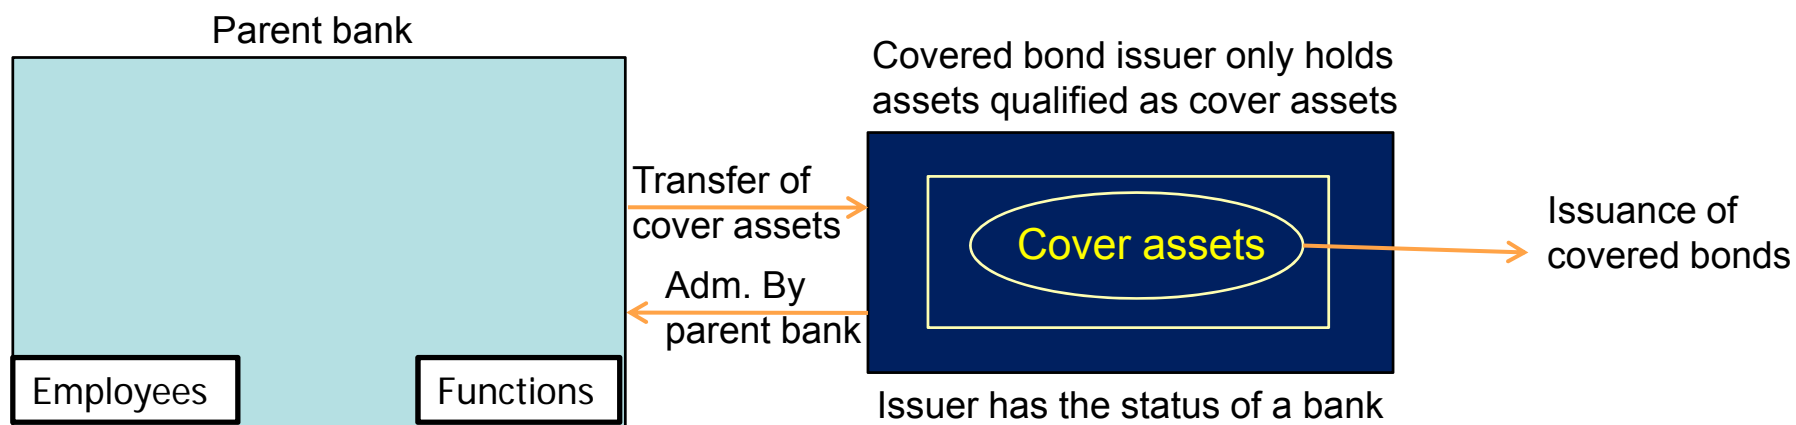 Parent bank
Employees
Functions
Transfer of
cover assets
Adm. By
parent bank
Covered bond issuer only holds
assets qualified as cover assets
Cover assets
Issuer has the status of a bank
Issuance of
covered bonds